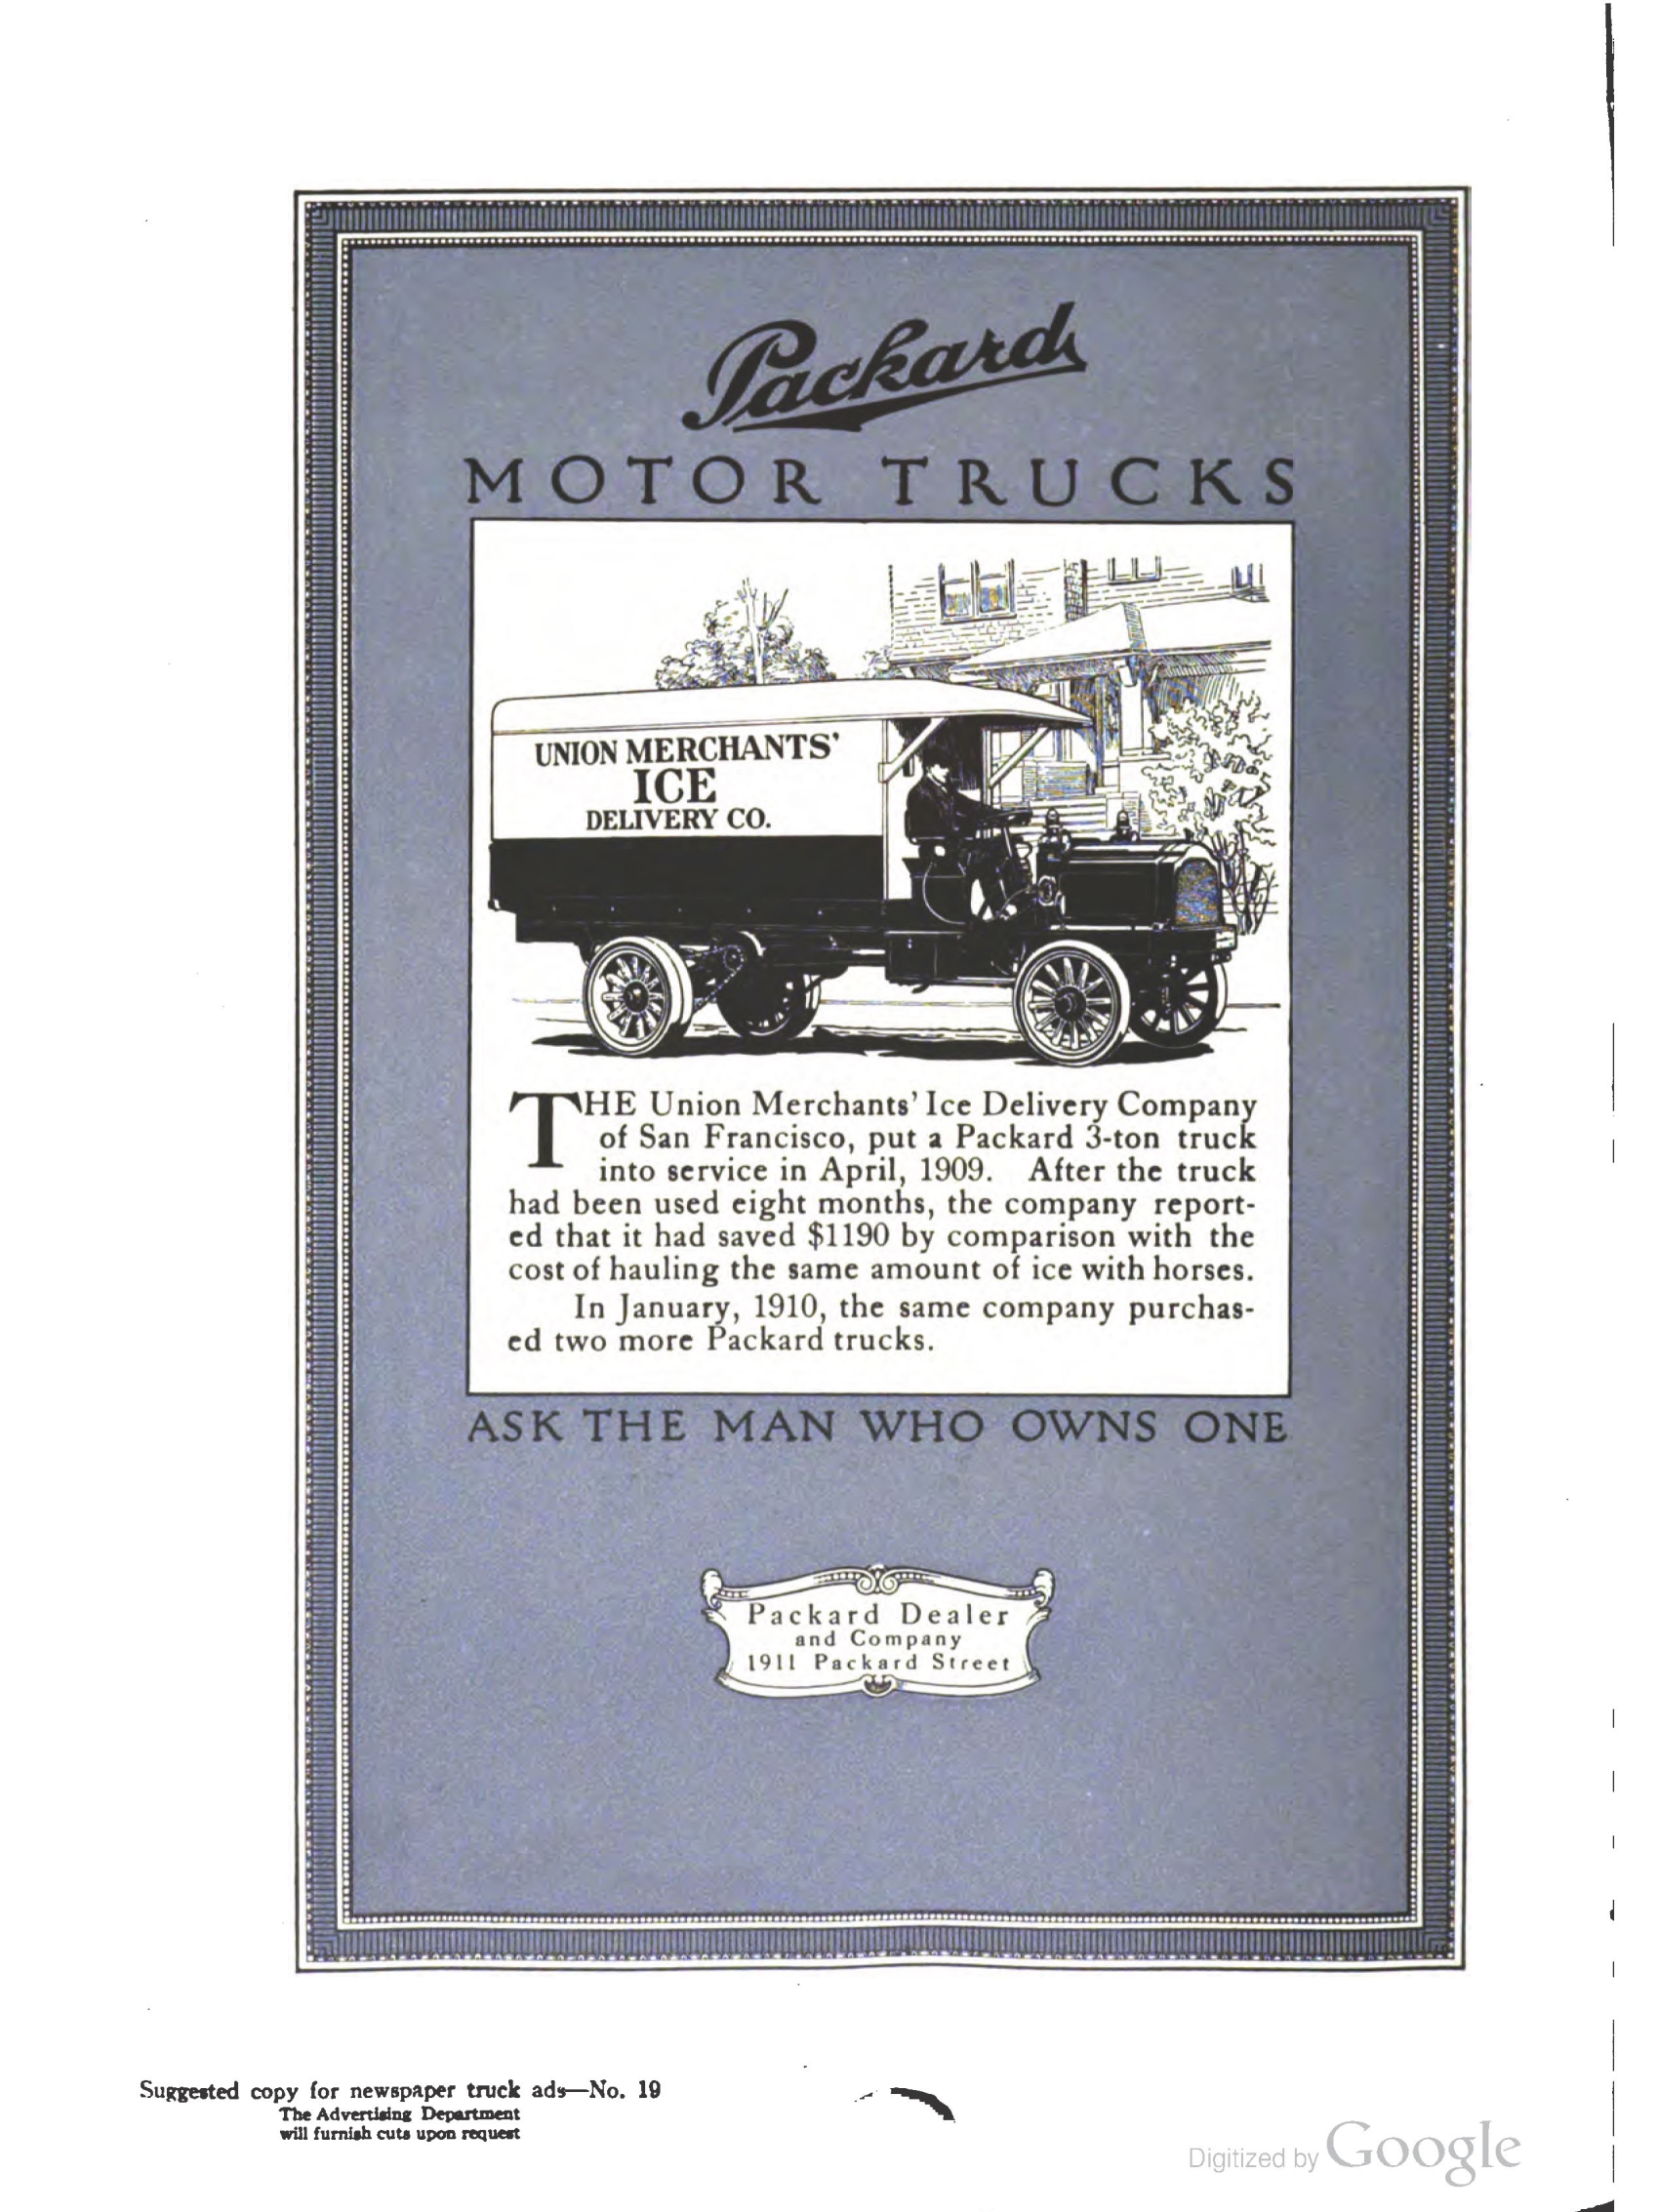 Packard
MOTOR TRUCKS
UNION MERCHANTS'
ICE
DELIVERY CO.
THE Union Merchants' Ice Delivery Company
of San Francisco, put a Packard 3-ton truck
into service in April, 1909. After the truck
had been used eight months, the company report-
ed that it had saved $1190 by comparison with the
cost of hauling the same amount of ice with horses.
In January, 1910, the same company purchas-
ed two more Packard trucks.
ASK THE MAN WHO OWNS ONE
Packard Dealer
and Company
1911 Packard Street
Suggested copy for newspaper truck ads—No. 19
The Advertising Department
will furnish cuts upon request
Digitized by Google